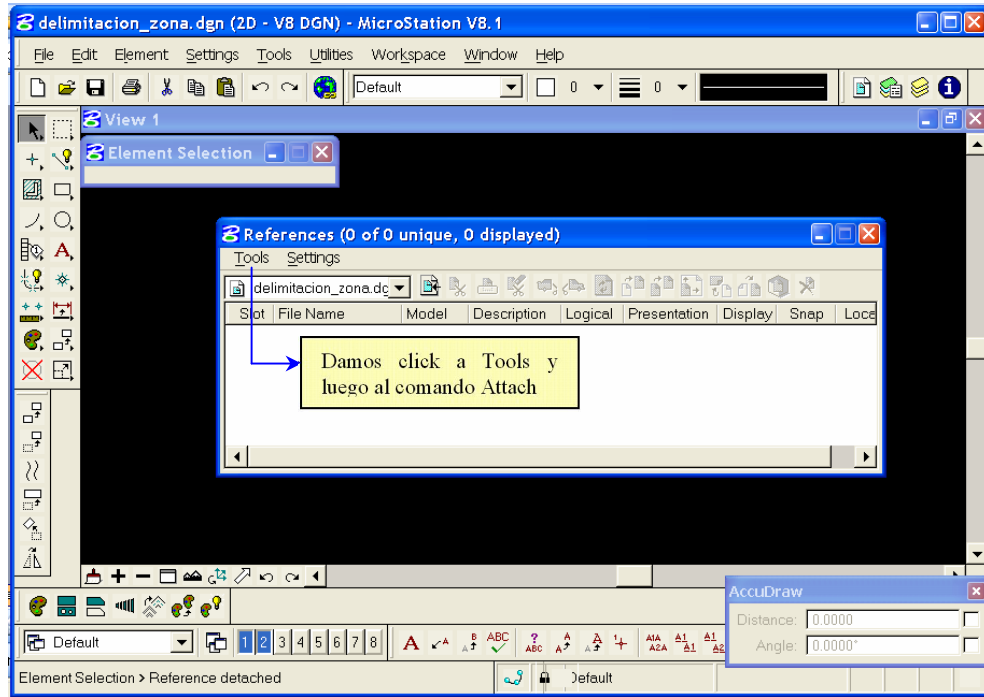 delimitacion_zona.dgn (2D - V8 DGN) - MicroStation V8.1
File Edit Element Settings Tools Utilities Workspace Window Help
Default 0 0
View 1
Element Selection
References (0 of 0 unique, 0 displayed)
Tools Settings
delimitacion_zona.dg
Slot File Name Model Description Logical Presentation Display Snap Loca
Damos click a Tools y
luego al comando Attach
AccuDraw
Distance: 0.0000
Angle: 0.0000°
Default 1 2 3 4 5 6 7 8
Element Selection > Reference detached
Default